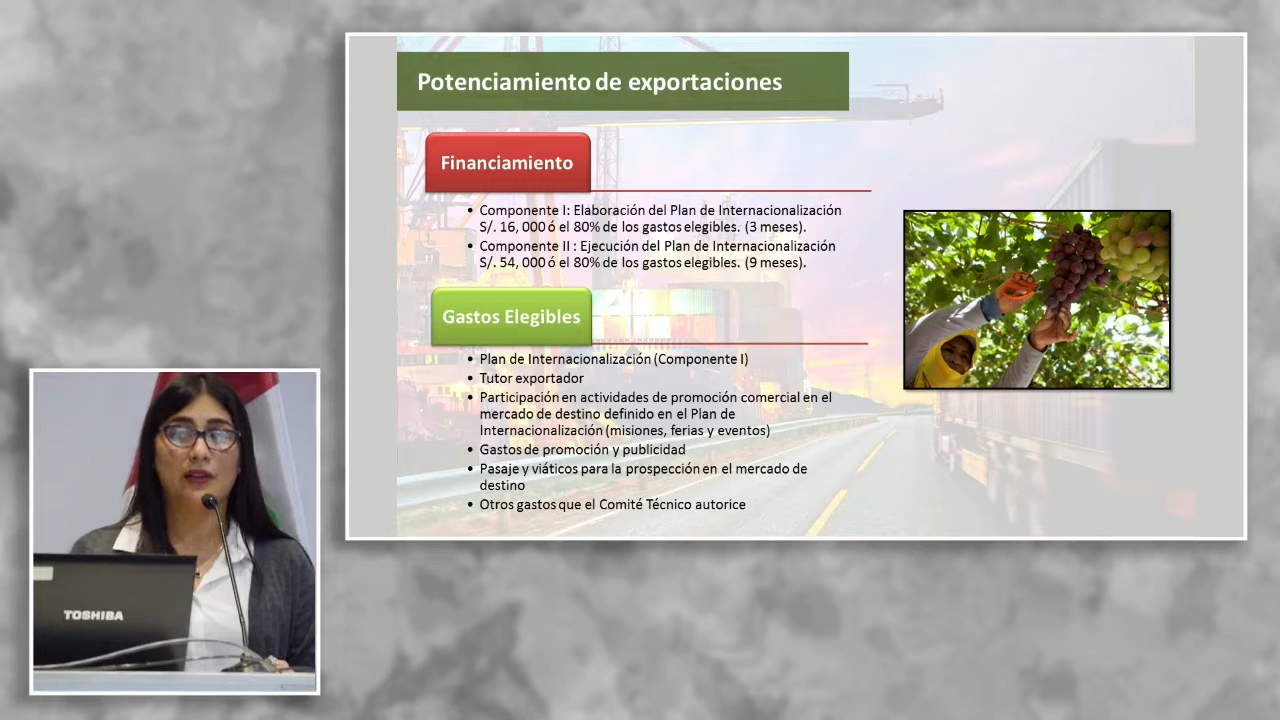 Potenciamiento de exportaciones
Financiamiento
• Componente I: Elaboración del Plan de Internacionalización
S/. 16, 000 ó el 80% de los gastos elegibles. (3 meses).
• Componente II : Ejecución del Plan de Internacionalización
S/. 54, 000 ó el 80% de los gastos elegibles. (9 meses).
Gastos Elegibles
• Plan de Internacionalización (Componente I)
• Tutor exportador
• Participación en actividades de promoción comercial en el
mercado de destino definido en el Plan de
Internacionalización (misiones, ferias y eventos)
• Gastos de promoción y publicidad
• Pasaje y viáticos para la prospección en el mercado de
destino
• Otros gastos que el Comité Técnico autorice
TOSHIBA